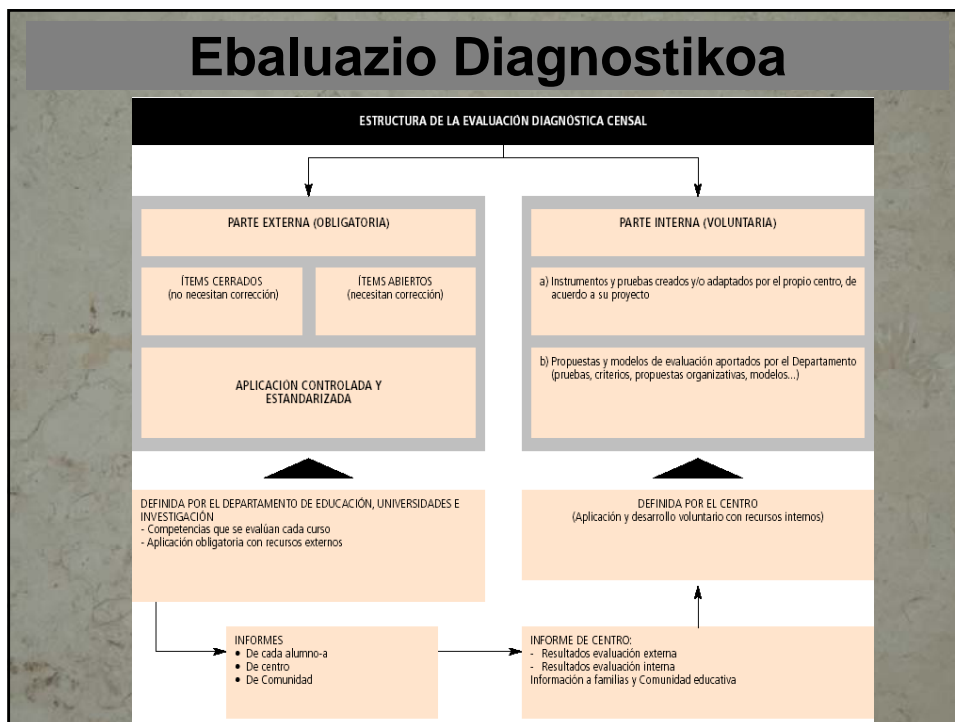 Ebaluazio Diagnostikoa
ESTRUCTURA DE LA EVALUACIÓN DIAGNÓSTICA CENSAL
PARTE EXTERNA (OBLIGATORIA)
ÍTEMS CERRADOS
(no necesitan corrección)
ÍTEMS ABIERTOS
(necesitan corrección)
APLICACIÓN CONTROLADA Y
ESTANDARIZADA
PARTE INTERNA (VOLUNTARIA)
a) Instrumentos y pruebas creados y/o adaptados por el propio centro, de
acuerdo a su proyecto
b) Propuestas y modelos de evaluación aportados por el Departamento
(pruebas, criterios, propuestas organizativas, modelos...)
DEFINIDA POR EL DEPARTAMENTO DE EDUCACIÓN, UNIVERSIDADES E
INVESTIGACIÓN
- Competencias que se evalúan cada curso
- Aplicación obligatoria con recursos externos
DEFINIDA POR EL CENTRO
(Aplicación y desarrollo voluntario con recursos internos)
INFORMES
• De cada alumno-a
• De centro
• De Comunidad
INFORME DE CENTRO:
- Resultados evaluación externa
- Resultados evaluación interna
Información a familias y Comunidad educativa